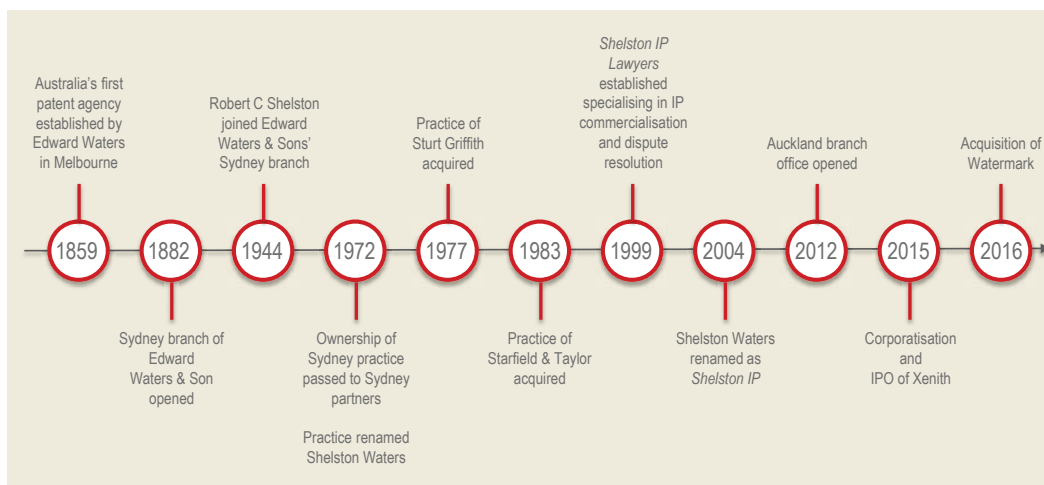 Australia's first
patent agency
established by
Edward Waters
in Melbourne
1859
1882
Sydney branch of
Edward
Waters & Son
opened
Robert C Shelston
joined Edward
Waters & Sons'
Sydney branch
1944
1972
Ownership of
Sydney practice
passed to Sydney
partners
Practice renamed
Shelston Waters
Practice of
Sturt Griffith
acquired
1977
1983
Practice of
Starfield & Taylor
acquired
Shelston IP
Lawyers
established
specialising in IP
commercialisation
and dispute
resolution
1999
2004
Shelston Waters
renamed as
Shelston IP
Auckland branch
office opened
2012
2015
Corporatisation
and
IPO of Xenith
Acquisition of
Watermark
2016